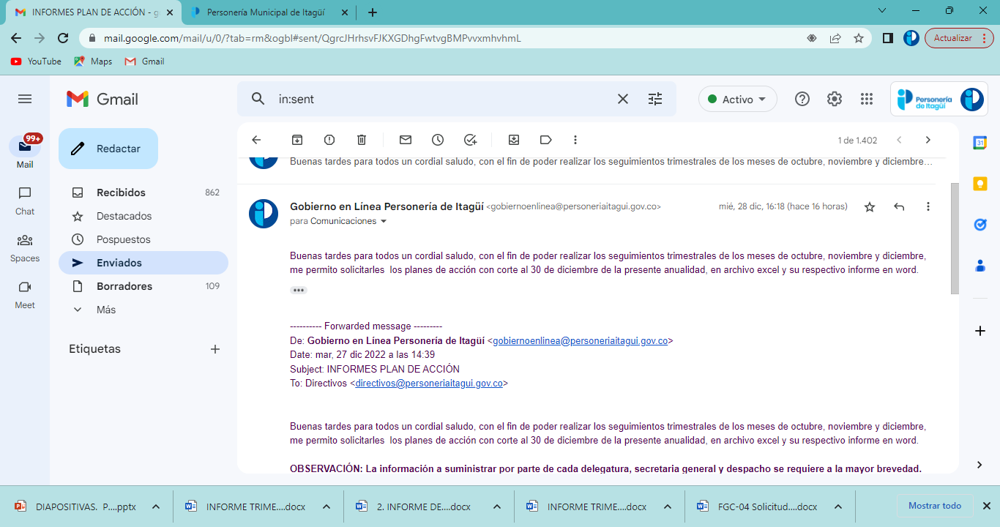 INFORMES PLAN DE ACCIÓN - g
Personería Municipal de Itagüí
mail.google.com/mail/u/0/?tab=rm&ogbl#sent/QgrcJHrhsvFJKXGDhgFwtvgBMPvvxmhvhmL
Actualizar
YouTube
Maps
Gmail
Gmail
in:sent
Activo
Personería
de Itagüí
99+
Mail
Chat
Spaces
Meet
Redactar
Recibidos 862
Destacados
Pospuestos
Enviados
Borradores 109
Más
Etiquetas
1 de 1.402
Buenas tardes para todos un cordial saludo, con el fin de poder realizar los seguimientos trimestrales de los meses de octubre, noviembre y diciembre…
Gobierno en Línea Personería de Itagüí <gobiernoenlinea@personeriaitagui.gov.co>
mié, 28 dic, 16:18 (hace 16 horas)
para Comunicaciones
Buenas tardes para todos un cordial saludo, con el fin de poder realizar los seguimientos trimestrales de los meses de octubre, noviembre y diciembre,
me permito solicitarles  los planes de acción con corte al 30 de diciembre de la presente anualidad, en archivo excel y su respectivo informe en word.
---------- Forwarded message ---------
De: Gobierno en Línea Personería de Itagüí <gobiernoenlinea@personeriaitagui.gov.co>
Date: mar, 27 dic 2022 a las 14:39
Subject: INFORMES PLAN DE ACCIÓN
To: Directivos <directivos@personeriaitagui.gov.co>
Buenas tardes para todos un cordial saludo, con el fin de poder realizar los seguimientos trimestrales de los meses de octubre, noviembre y diciembre,
me permito solicitarles  los planes de acción con corte al 30 de diciembre de la presente anualidad, en archivo excel y su respectivo informe en word.
OBSERVACIÓN: La información a suministrar por parte de cada delegatura, secretaria general y despacho se requiere a la mayor brevedad.
31
DIAPOSITIVAS.  P....pptx
INFORME TRIME....docx
2. INFORME DE....docx
INFORME TRIME....docx
FGC-04 Solicitud....docx
Mostrar todo